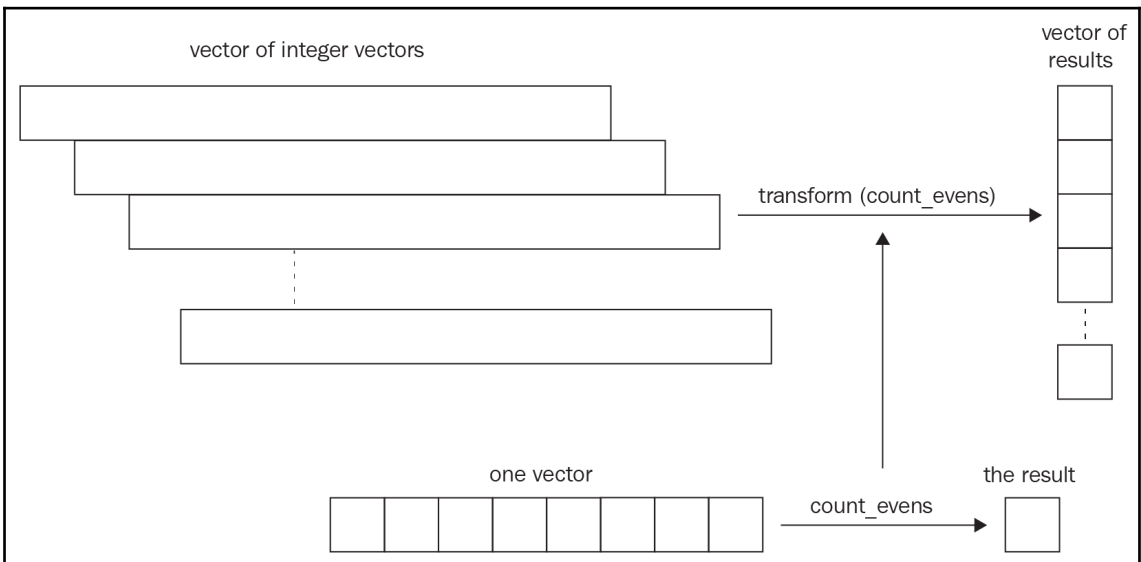 vector of integer vectors
vector of
results
transform (count_evens)
one vector
count_evens
the result